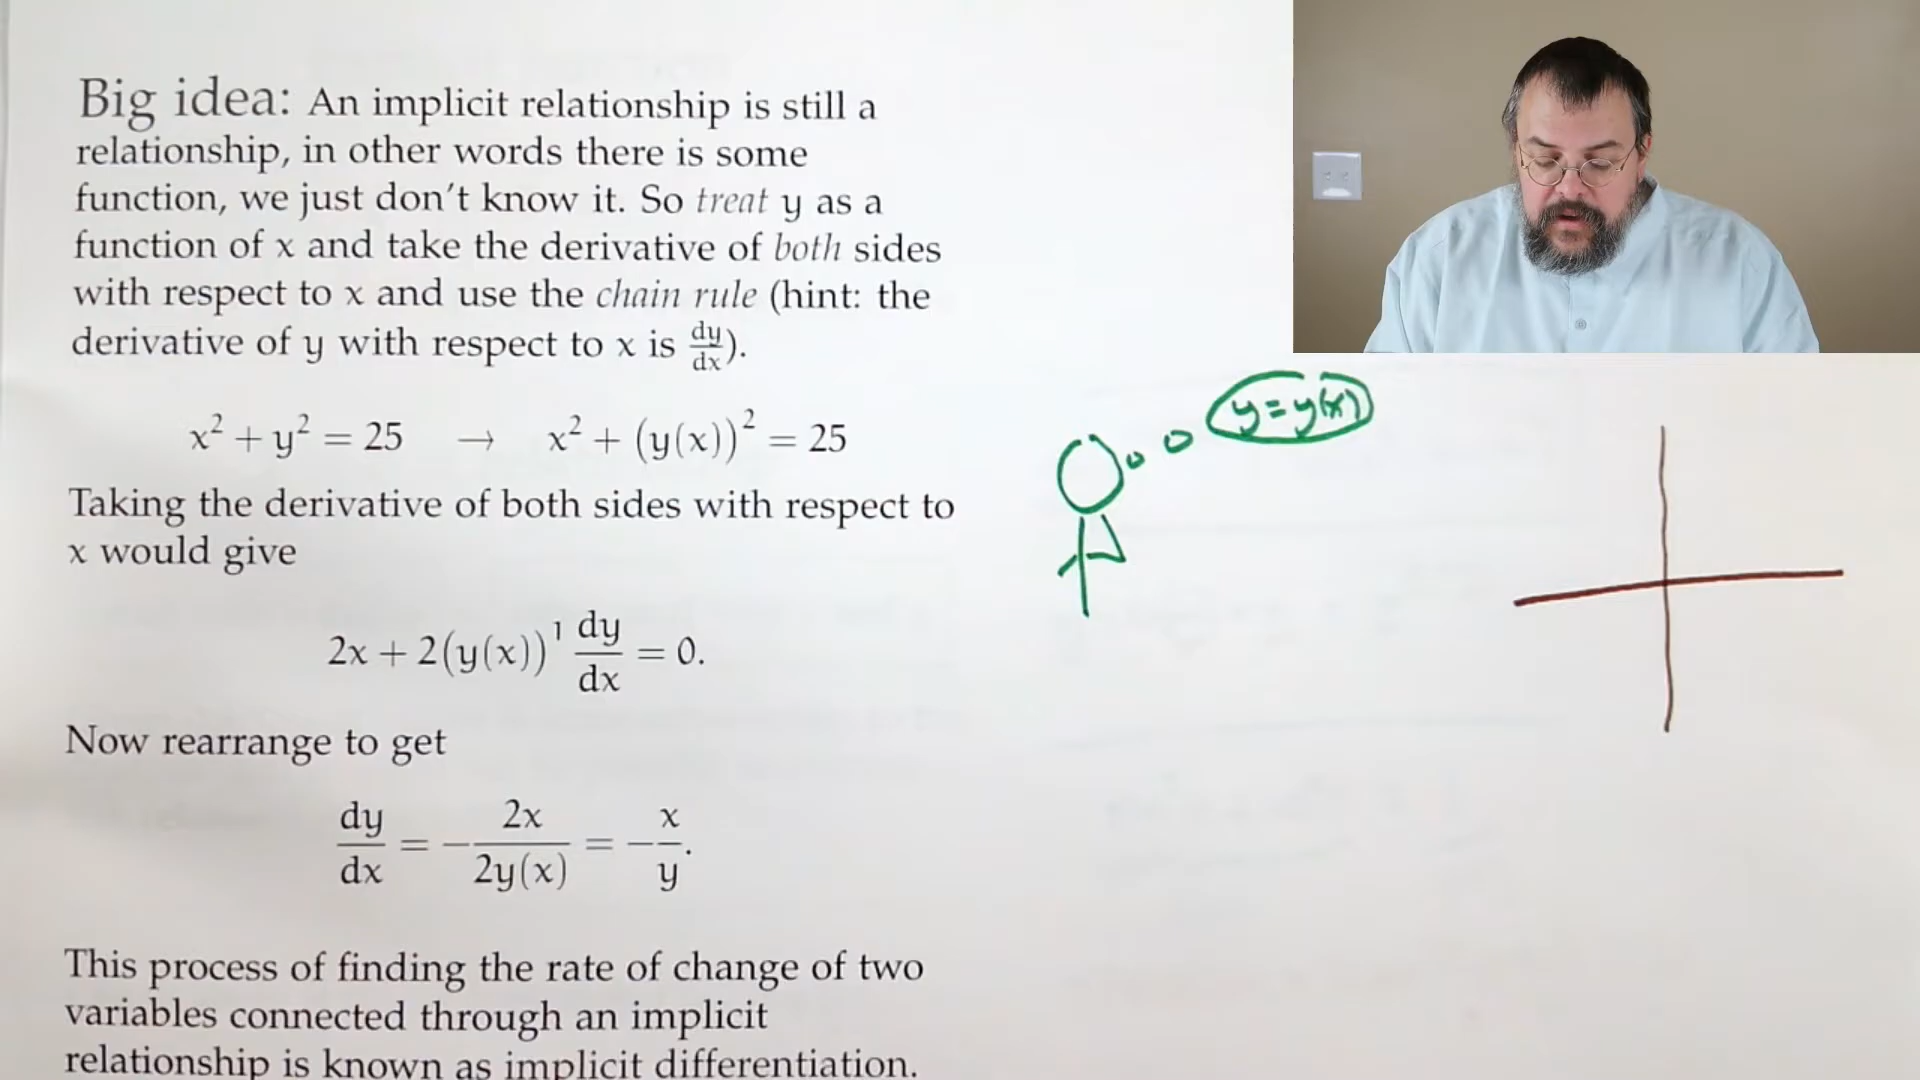 Big idea: An implicit relationship is still a
relationship, in other words there is some
function, we just don't know it. So treat y as a
function of x and take the derivative of both sides
with respect to x and use the chain rule (hint: the
derivative of y with respect to x is dy/dx).
x² + y² = 25 → x² + (y(x))² = 25
Taking the derivative of both sides with respect to
x would give
2x + 2(y(x))¹ dy/dx = 0.
Now rearrange to get
dy/dx = −2x/2y(x) = −x/y.
This process of finding the rate of change of two
variables connected through an implicit
relationship is known as implicit differentiation.
y = y(x)